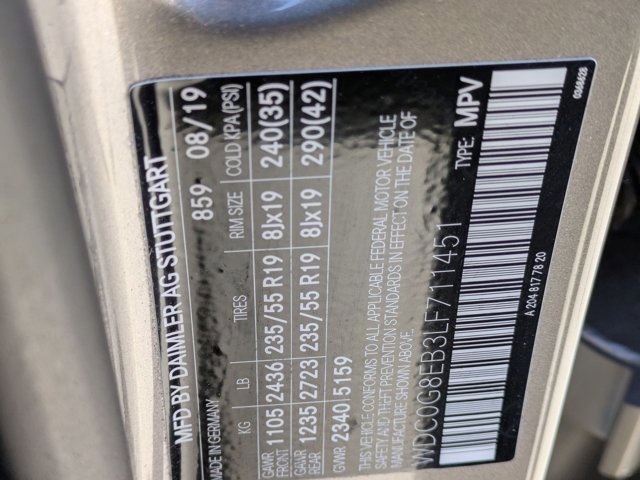 MFD BY DAIMLER AG STUTTGART
MADE IN GERMANY 859 08/19
KG LB TIRES RIM SIZE COLD KPA(PSI)
GAWR FRONT 1105 2436 235/55 R19 8Jx19 240(35)
GAWR REAR 1235 2723 235/55 R19 8Jx19 290(42)
GVWR 2340 5159
THIS VEHICLE CONFORMS TO ALL APPLICABLE FEDERAL MOTOR VEHICLE
SAFETY AND THEFT PREVENTION STANDARDS IN EFFECT ON THE DATE OF
MANUFACTURE SHOWN ABOVE.
WDC0G8EB3LF711451 TYPE: MPV
A 204 817 78 20